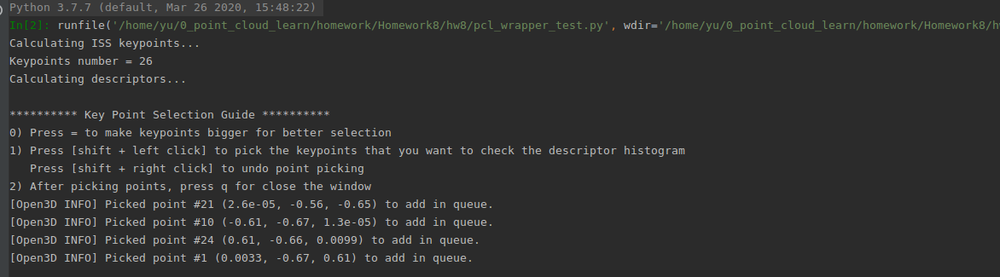 Python 3.7.7 (default, Mar 26 2020, 15:48:22)
In[2]: runfile('/home/yu/0_point_cloud_learn/homework/Homework8/hw8/pcl_wrapper_test.py', wdir='/home/yu/0_point_cloud_learn/homework/Homework8/h
Calculating ISS keypoints...
Keypoints number = 26
Calculating descriptors...
********** Key Point Selection Guide **********
0) Press = to make keypoints bigger for better selection
1) Press [shift + left click] to pick the keypoints that you want to check the descriptor histogram
Press [shift + right click] to undo point picking
2) After picking points, press q for close the window
[Open3D INFO] Picked point #21 (2.6e-05, -0.56, -0.65) to add in queue.
[Open3D INFO] Picked point #10 (-0.61, -0.67, 1.3e-05) to add in queue.
[Open3D INFO] Picked point #24 (0.61, -0.66, 0.0099) to add in queue.
[Open3D INFO] Picked point #1 (0.0033, -0.67, 0.61) to add in queue.